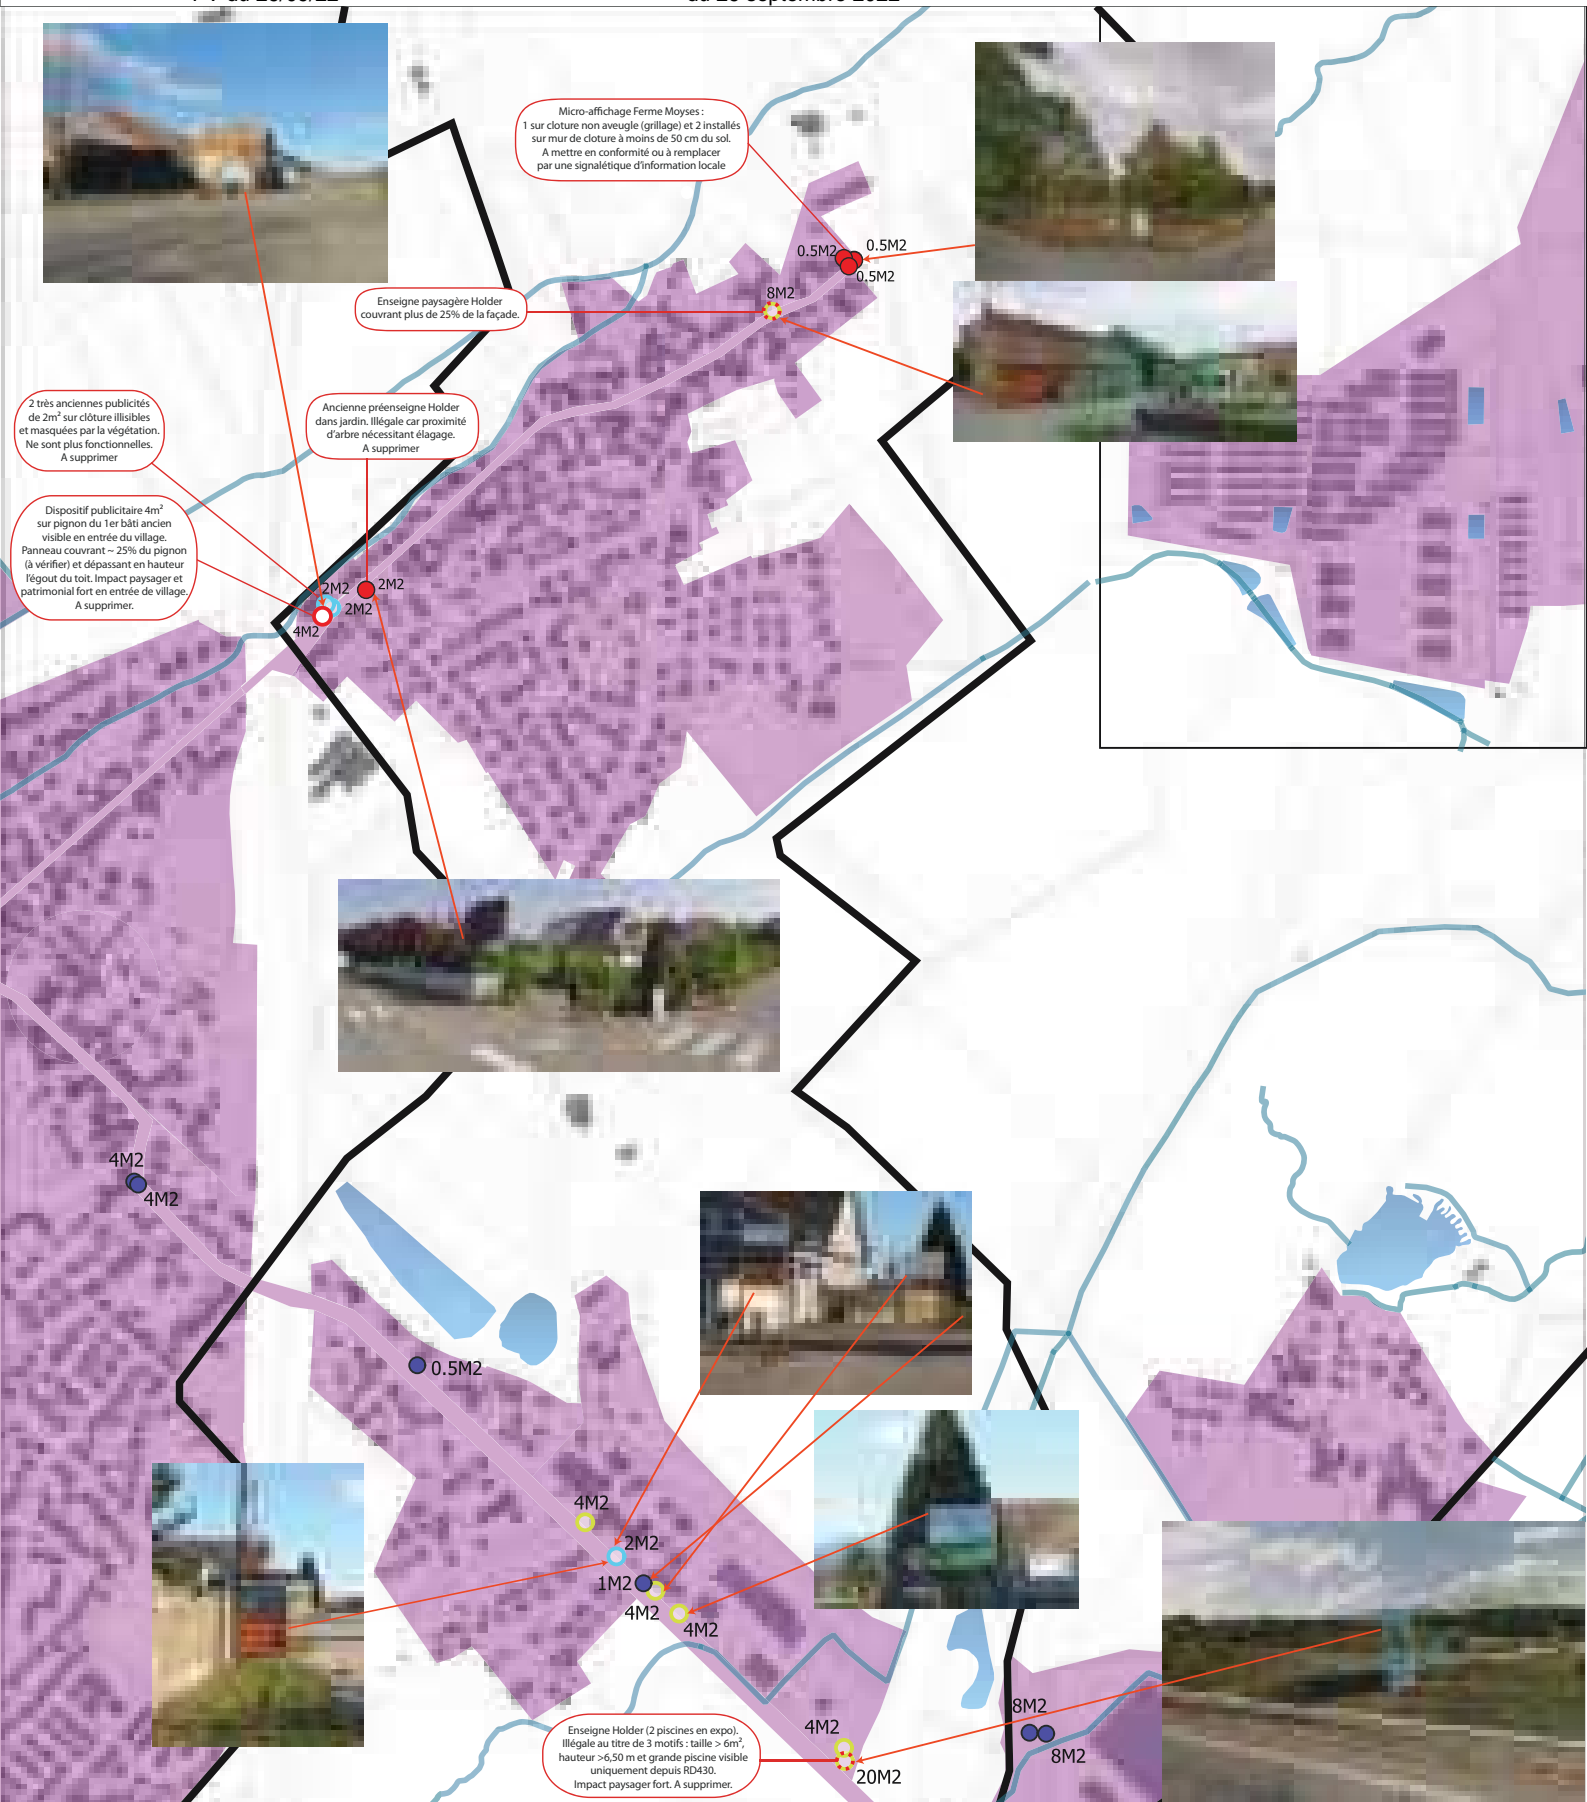 Micro-affichage Ferme Moyses :
1 sur cloture non aveugle (grillage) et 2 installés
sur mur de cloture à moins de 50 cm du sol.
A mettre en conformité ou à remplacer
par une signalétique d'information locale
0.5M2
0.5M2
0.5M2
8M2
Enseigne paysagère Holder
couvrant plus de 25% de la façade.
2 très anciennes publicités
de 2m² sur clôture illisibles
et masquées par la végétation.
Ne sont plus fonctionnelles.
A supprimer
Ancienne préenseigne Holder
dans jardin. Illégale car proximité
d'arbre nécessitant élagage.
A supprimer
Dispositif publicitaire 4m²
sur pignon du 1er bâti ancien
visible en entrée du village.
Panneau couvrant ~ 25% du pignon
(à vérifier) et dépassant en hauteur
l'égout du toit. Impact paysager et
patrimonial fort en entrée de village.
A supprimer.
2M2
2M2
2M2
4M2
4M2
4M2
0.5M2
4M2
2M2
1M2
4M2
4M2
4M2
20M2
8M2
8M2
Enseigne Holder (2 piscines en expo).
Illégale au titre de 3 motifs : taille > 6m²,
hauteur >6,50 m et grande piscine visible
uniquement depuis RD430.
Impact paysager fort. A supprimer.